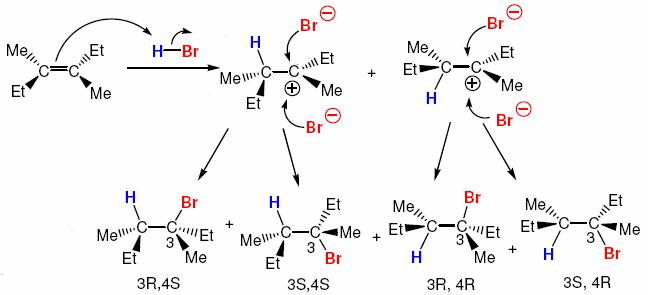 Me Et H Br
C C
Et Me
H Br ⊖
Me C C Et
Et ⊕ Me
Br ⊖
+
Br ⊖
Me Et
Et C C Me
H ⊕
Br ⊖
H Br
Me C C Et
Et 3 Me
+
H Et
Me C C Me
Et 3 Br
+
Me Br
Et C C Et
H 3 Me
+
Me Et
Et C C Me
H 3 Br
3R,4S 3S,4S 3R, 4R 3S, 4R